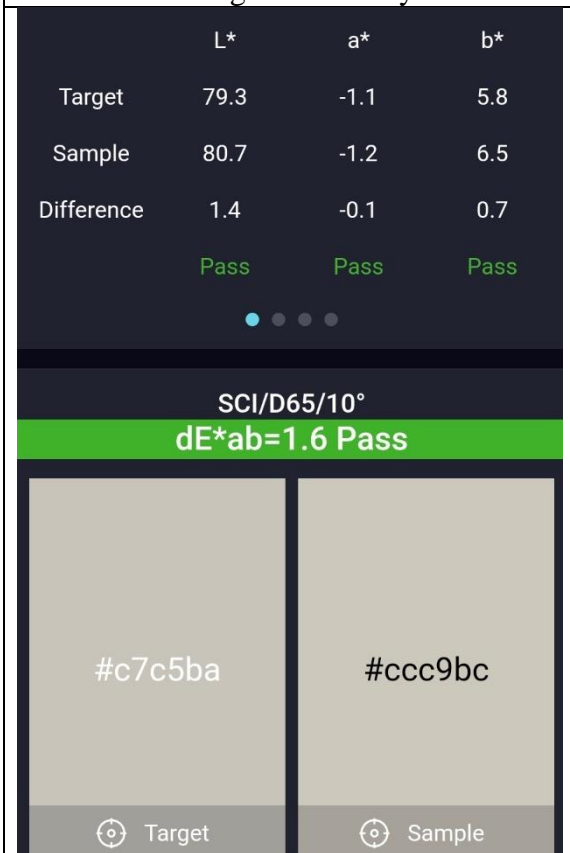 L* a* b*
Target 79.3 -1.1 5.8
Sample 80.7 -1.2 6.5
Difference 1.4 -0.1 0.7
Pass Pass Pass
SCI/D65/10°
dE*ab=1.6 Pass
#c7c5ba #ccc9bc
Target Sample